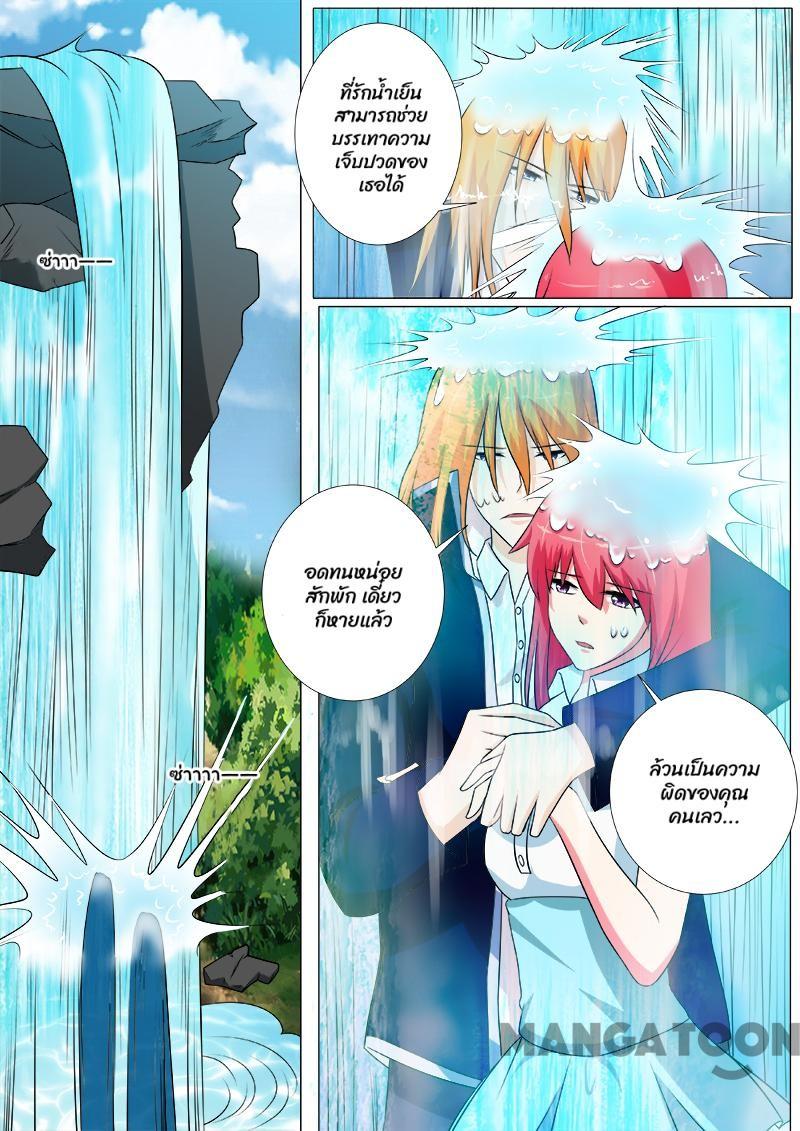 ซ่าาา——
ซ่าาาา——
ที่รักน้ำเย็น
สามารถช่วย
บรรเทาความ
เจ็บปวดของ
เธอได้
อดทนหน่อย
สักพัก เดี๋ยว
ก็หายแล้ว
ล้วนเป็นความ
ผิดของคุณ
คนเลว...
MANGATOON